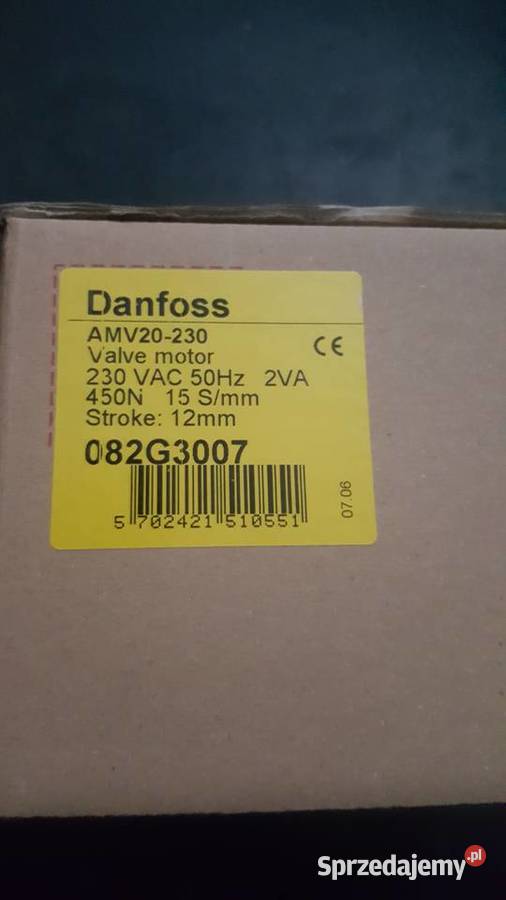 Danfoss
AMV20-230
Valve motor
CE
230 VAC 50Hz 2VA
450N 15 S/mm
Stroke: 12mm
082G3007
5 702421 510551
07.06
Sprzedajemy.pl